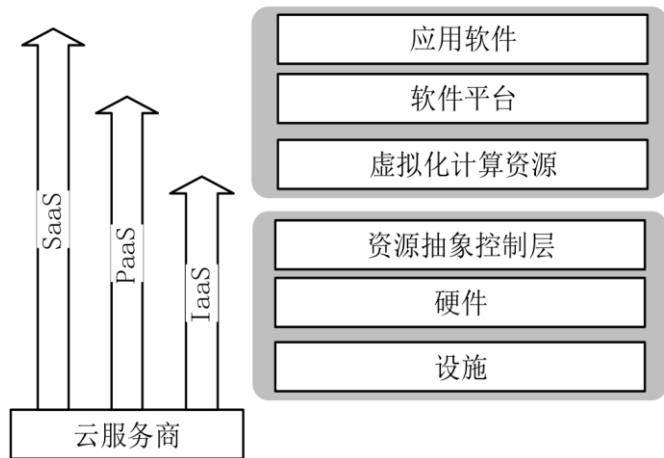 应用软件
软件平台
虚拟化计算资源
资源抽象控制层
硬件
设施
SaaS
PaaS
IaaS
云服务商